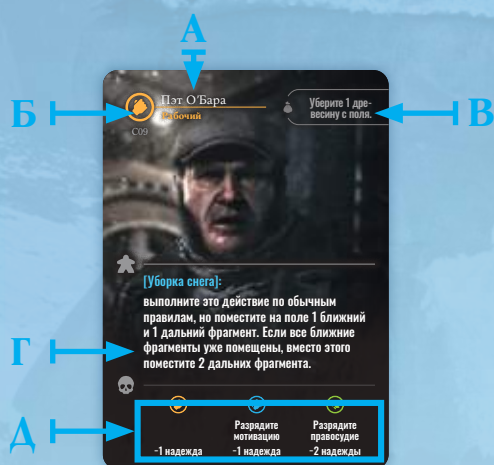 А
Пэт О'Бара
Рабочий
С09
Уберите 1 дре-
весину с поля.
Б
В
[Уборка снега]:
выполните это действие по обычным
правилам, но поместите на поле 1 ближний
и 1 дальний фрагмент. Если все ближние
фрагменты уже помещены, вместо этого
поместите 2 дальних фрагмента.
Г
Д
-1 надежда
Разрядите
мотивацию
-1 надежда
Разрядите
правосудие
-2 надежды